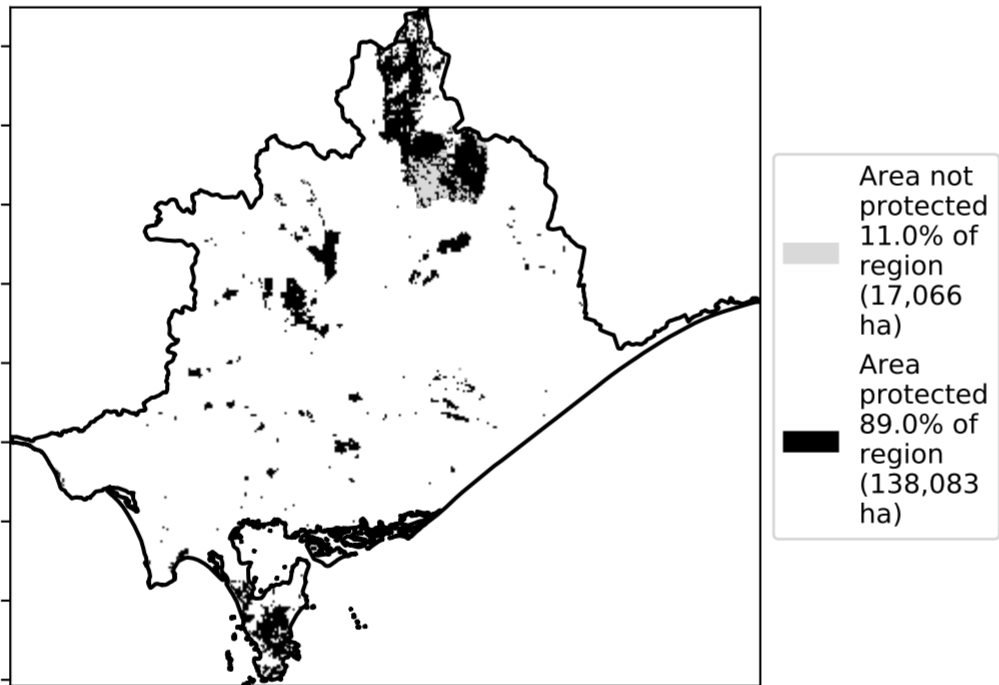 Area not
protected
11.0% of
region
(17,066
ha)
Area
protected
89.0% of
region
(138,083
ha)